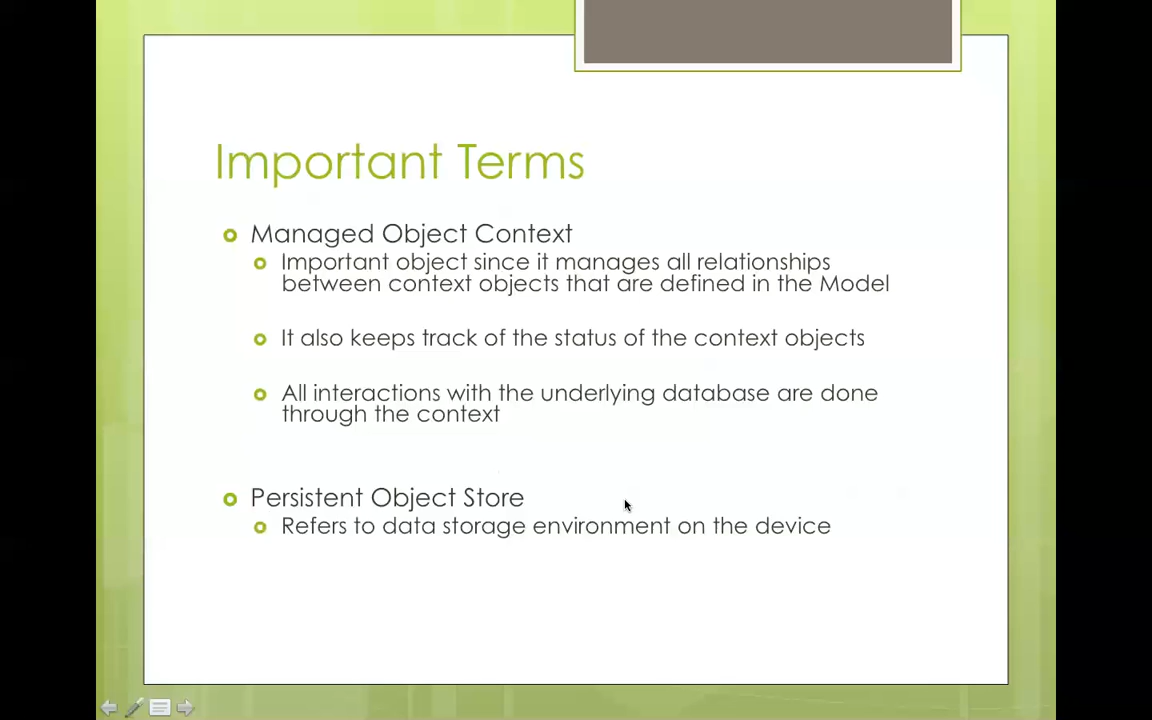 Important Terms
Managed Object Context
Important object since it manages all relationships
between context objects that are defined in the Model
It also keeps track of the status of the context objects
All interactions with the underlying database are done
through the context
Persistent Object Store
Refers to data storage environment on the device